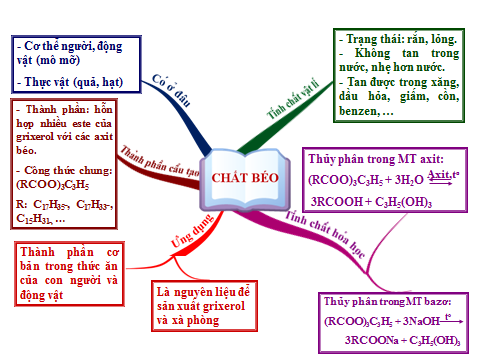 - Cơ thể người, động
vật (mô mỡ)
- Thực vật (quả, hạt)
Có ở đâu
- Trạng thái: rắn, lỏng.
- Không tan trong
nước, nhẹ hơn nước.
- Tan được trong xăng,
dầu hỏa, giấm, cồn,
benzen, …
Tính chất vật lí
- Thành phần: hỗn
hợp nhiều este của
grixerol với các axit
béo.
- Công thức chung:
(RCOO)₃C₃H₅
R: C₁₇H₃₅-, C₁₇H₃₃-,
C₁₅H₃₁, …
Thành phần cấu tạo
CHẤT BÉO
Thủy phân trong MT axit:
(RCOO)₃C₃H₅ + 3H₂O Axit,t°
3RCOOH + C₃H₅(OH)₃
Tính chất hóa học
Ứng dụng
Thành phần cơ
bản trong thức ăn
của con người và
động vật
Là nguyên liệu để
sản xuất grixerol
và xà phòng
Thủy phân trong MT bazơ:
(RCOO)₃C₃H₅ + 3NaOH t°
3RCOONa + C₃H₅(OH)₃